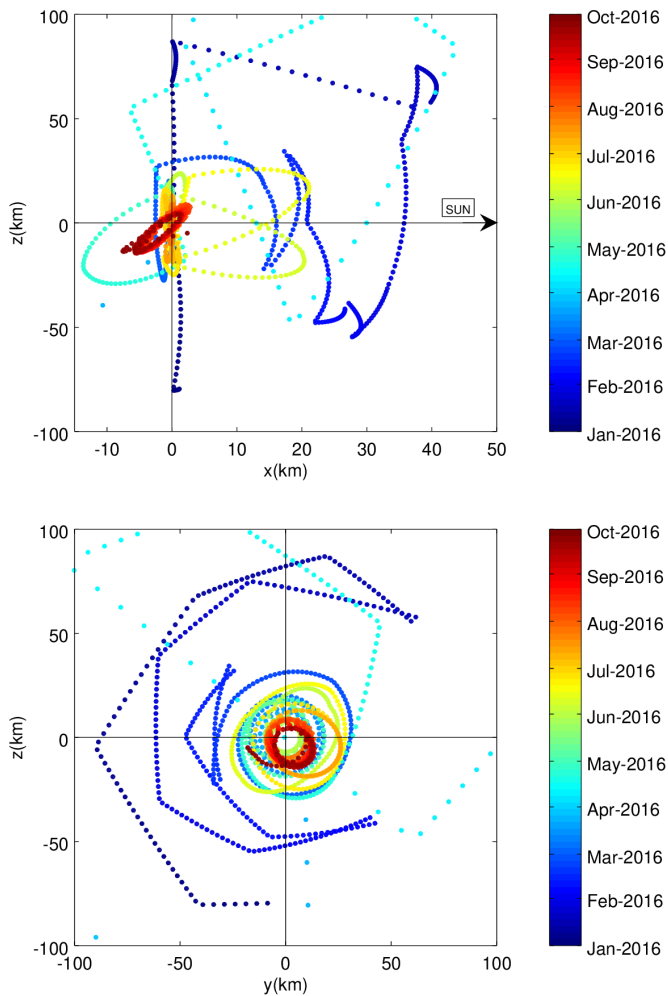 100
50
0
-50
-100
z(km)
-10
0
10
20
30
40
50
x(km)
SUN
Oct-2016
Sep-2016
Aug-2016
Jul-2016
Jun-2016
May-2016
Apr-2016
Mar-2016
Feb-2016
Jan-2016
100
50
0
-50
-100
z(km)
-100
-50
0
50
100
y(km)
Oct-2016
Sep-2016
Aug-2016
Jul-2016
Jun-2016
May-2016
Apr-2016
Mar-2016
Feb-2016
Jan-2016